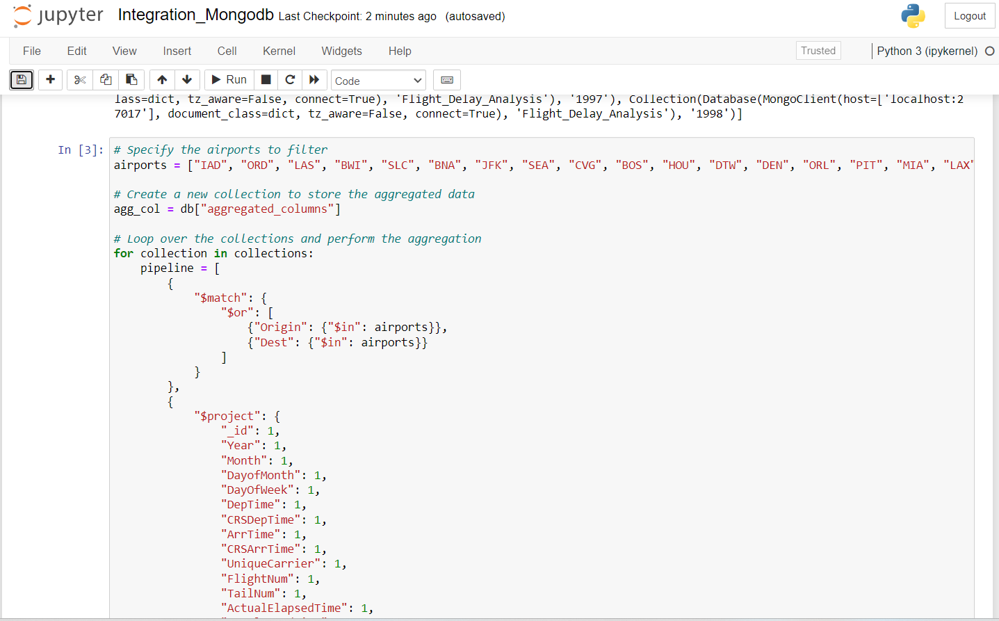 jupyter Integration_Mongodb Last Checkpoint: 2 minutes ago (autosaved) Logout
File Edit View Insert Cell Kernel Widgets Help Trusted Python 3 (ipykernel)
Run Code
lass=dict, tz_aware=False, connect=True), 'Flight_Delay_Analysis'), '1997'), Collection(Database(MongoClient(host=['localhost:2
7017'], document_class=dict, tz_aware=False, connect=True), 'Flight_Delay_Analysis'), '1998')]
In [3]: # Specify the airports to filter
airports = ["IAD", "ORD", "LAS", "BWI", "SLC", "BNA", "JFK", "SEA", "CVG", "BOS", "HOU", "DTW", "DEN", "ORL", "PIT", "MIA", "LAX"
# Create a new collection to store the aggregated data
agg_col = db["aggregated_columns"]
# Loop over the collections and perform the aggregation
for collection in collections:
pipeline = [
{
"$match": {
"$or": [
{"Origin": {"$in": airports}},
{"Dest": {"$in": airports}}
]
}
},
{
"$project": {
"_id": 1,
"Year": 1,
"Month": 1,
"DayofMonth": 1,
"DayOfWeek": 1,
"DepTime": 1,
"CRSDepTime": 1,
"ArrTime": 1,
"CRSArrTime": 1,
"UniqueCarrier": 1,
"FlightNum": 1,
"TailNum": 1,
"ActualElapsedTime": 1,